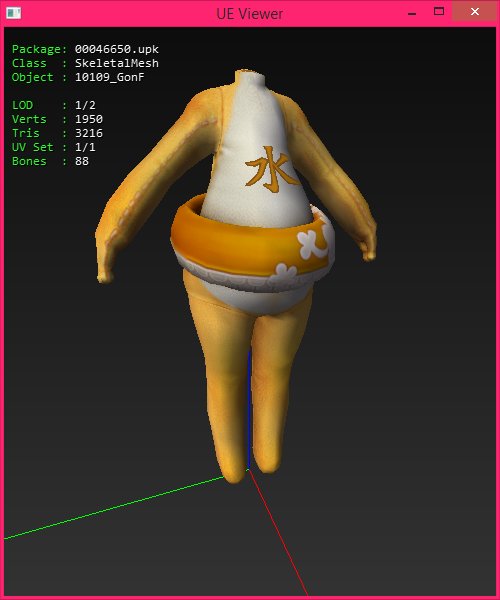 UE Viewer
Package: 00046650.upk
Class : SkeletalMesh
Object : 10109_GonF
LOD : 1/2
Verts : 1950
Tris : 3216
UV Set : 1/1
Bones : 88
水